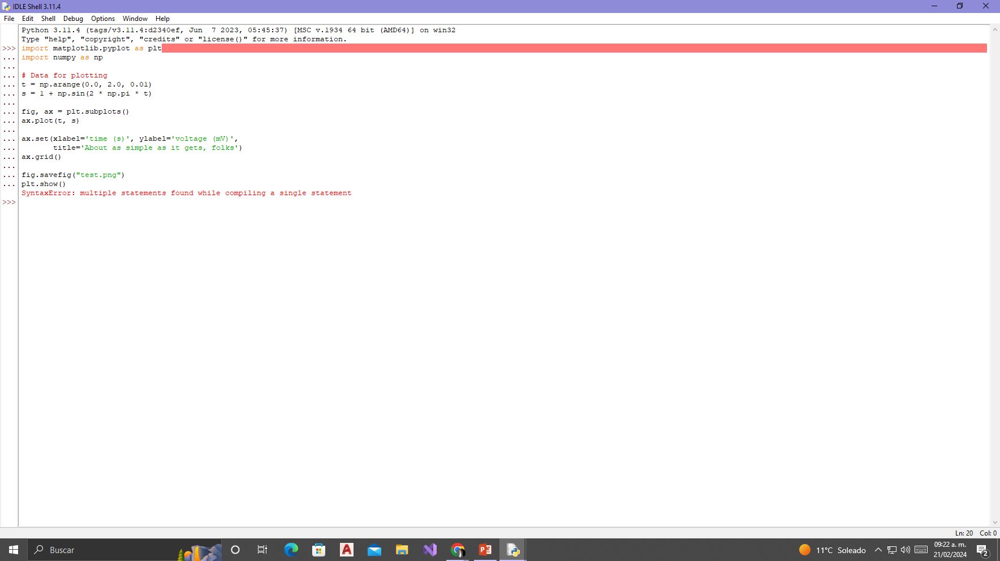 IDLE Shell 3.11.4
File Edit Shell Debug Options Window Help
Python 3.11.4 (tags/v3.11.4:d2340ef, Jun  7 2023, 05:45:37) [MSC v.1934 64 bit (AMD64)] on win32
Type "help", "copyright", "credits" or "license()" for more information.
>>> import matplotlib.pyplot as plt
... import numpy as np
...
... # Data for plotting
... t = np.arange(0.0, 2.0, 0.01)
... s = 1 + np.sin(2 * np.pi * t)
...
... fig, ax = plt.subplots()
... ax.plot(t, s)
...
... ax.set(xlabel='time (s)', ylabel='voltage (mV)',
...        title='About as simple as it gets, folks')
... ax.grid()
...
... fig.savefig("test.png")
... plt.show()
SyntaxError: multiple statements found while compiling a single statement
>>>
Ln: 20 Col: 0
Buscar
11°C Soleado
09:22 a. m.
21/02/2024
2